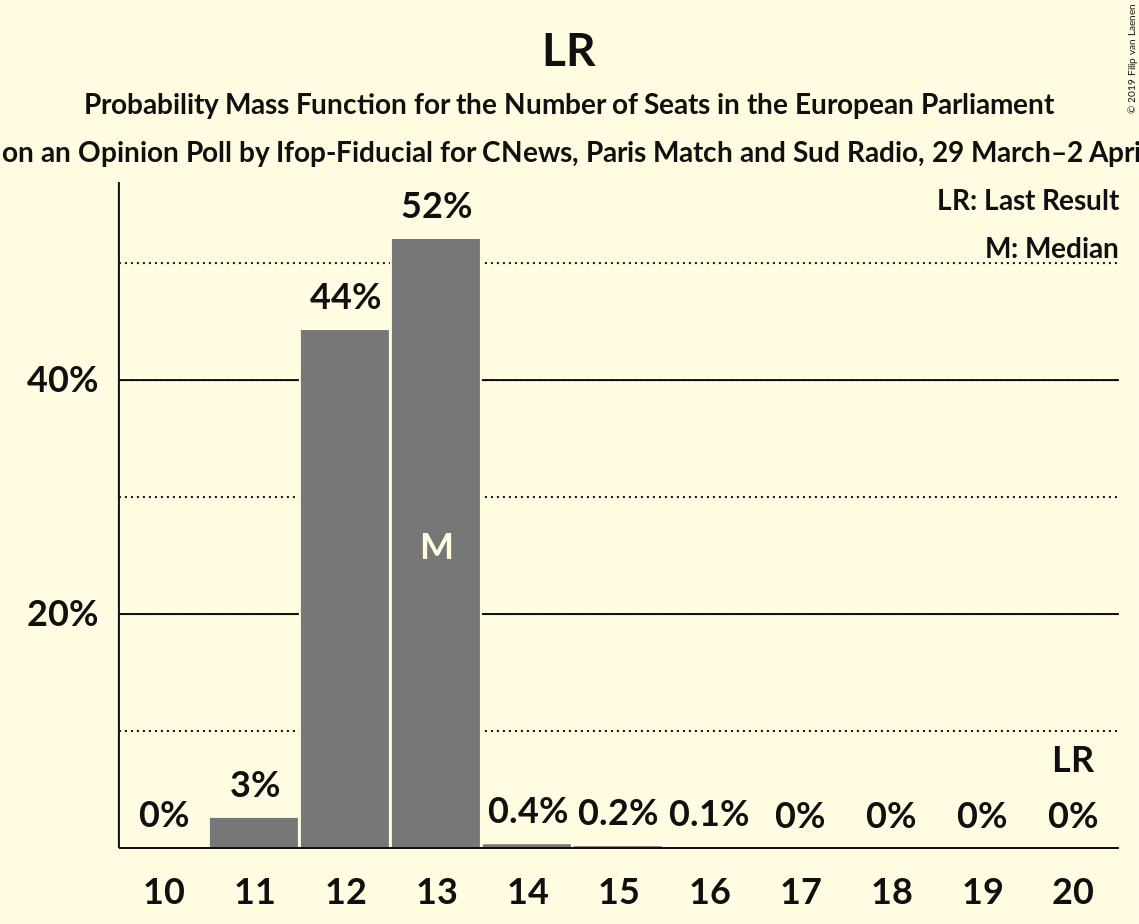 LR
Probability Mass Function for the Number of Seats in the European Parliament
on an Opinion Poll by Ifop-Fiducial for CNews, Paris Match and Sud Radio, 29 March–2 Apri
© 2019 Filip van Laenen
LR: Last Result
M: Median
52%
44%
40%
M
20%
LR
0% 3% 0.4% 0.2% 0.1% 0% 0% 0% 0%
10 11 12 13 14 15 16 17 18 19 20